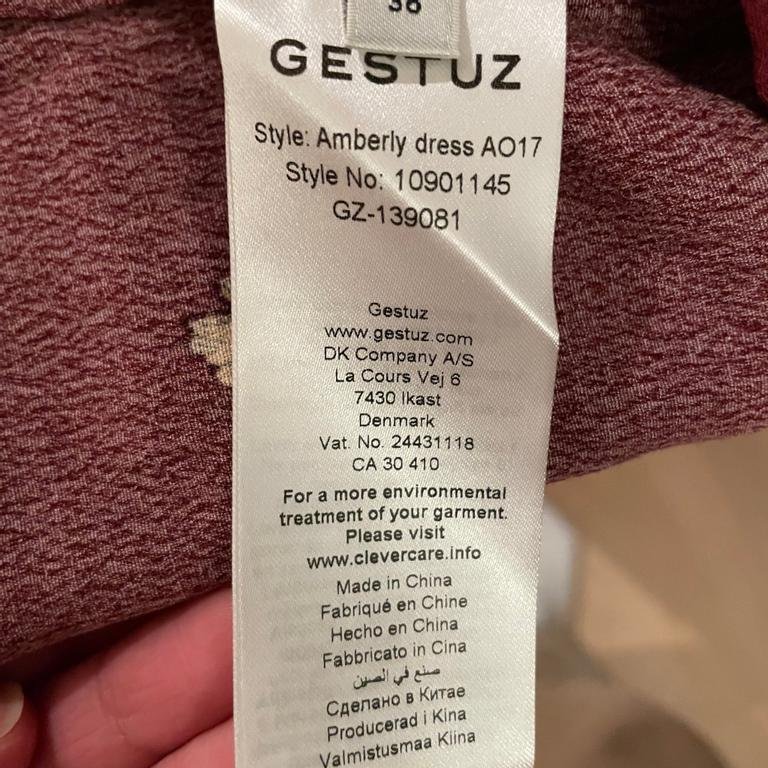 38
GESTUZ
Style: Amberly dress AO17
Style No: 10901145
GZ-139081
Gestuz
www.gestuz.com
DK Company A/S
La Cours Vej 6
7430 Ikast
Denmark
Vat. No. 24431118
CA 30 410
For a more environmental
treatment of your garment.
Please visit
www.clevercare.info
Made in China
Fabriqué en Chine
Hecho en China
Fabbricato in Cina
صنع في الصين
Сделано в Китае
Producerad i Kina
Valmistusmaa Kiina